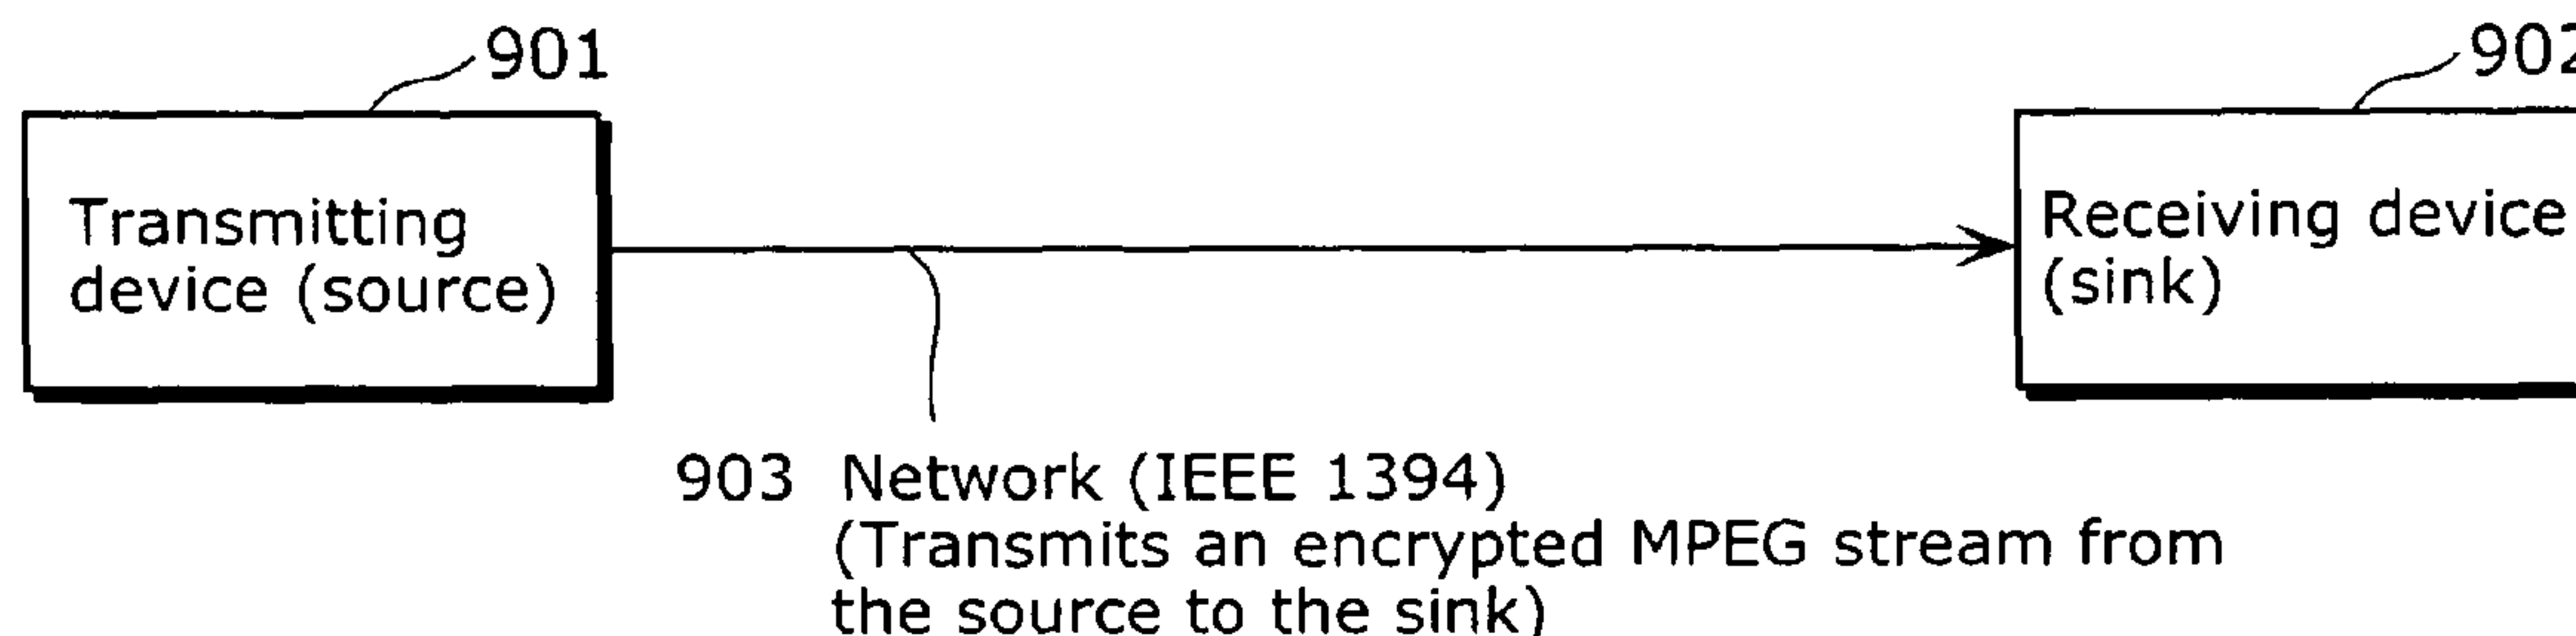 901
902
Transmitting
device (source)
Receiving device
(sink)
903 Network (IEEE 1394)
(Transmits an encrypted MPEG stream from
the source to the sink)